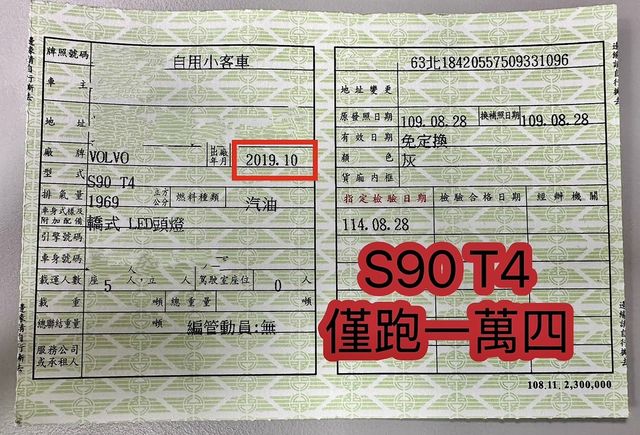 牌照號碼 自用小客車
車主
地址
廠牌 VOLVO 出廠年月 2019.10
型式 S90 T4
排氣量 1969 立方公分 燃料種類 汽油
車身式樣及附加配備 轎式 LED頭燈
引擎號碼
車身號碼
載運人數 座 5 人,立 人 駕駛室座位 0 人
載重 噸 總重量 噸
總聯結重量 噸 編管動員:無
服務公司或承租人
63北18420557509331096
地址變更
原發照日期 109.08.28 換補照日期 109.08.28
有效日期 免定換
顏色 灰
貨廂內框
指定檢驗日期 檢驗合格日期 經辦機關
114.08.28
S90 T4
僅跑一萬四
108.11. 2,300,000